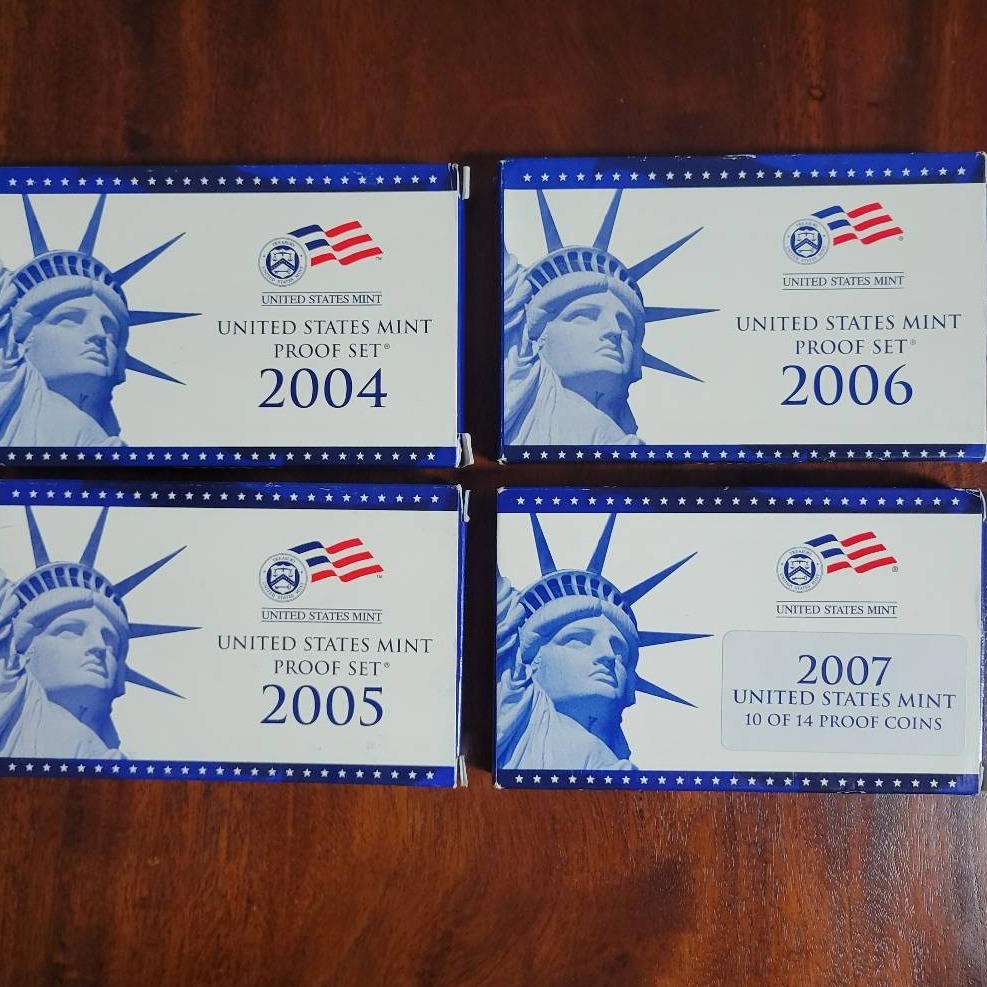 UNITED STATES MINT
UNITED STATES MINT
PROOF SET®
2004
UNITED STATES MINT
UNITED STATES MINT
PROOF SET®
2006
UNITED STATES MINT
UNITED STATES MINT
PROOF SET®
2005
UNITED STATES MINT
2007
UNITED STATES MINT
10 OF 14 PROOF COINS